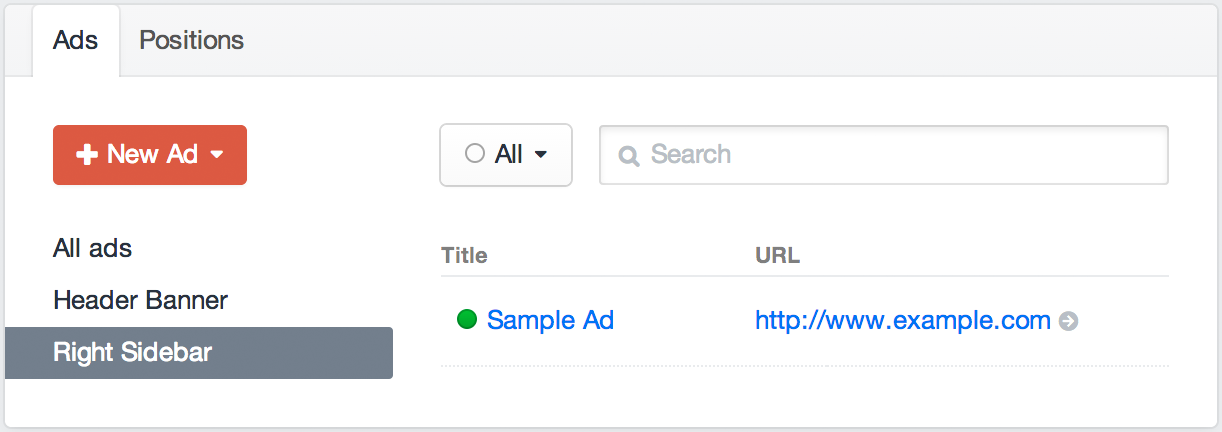 Ads Positions
New Ad
All
Search
All ads
Header Banner
Right Sidebar
Title URL
Sample Ad http://www.example.com